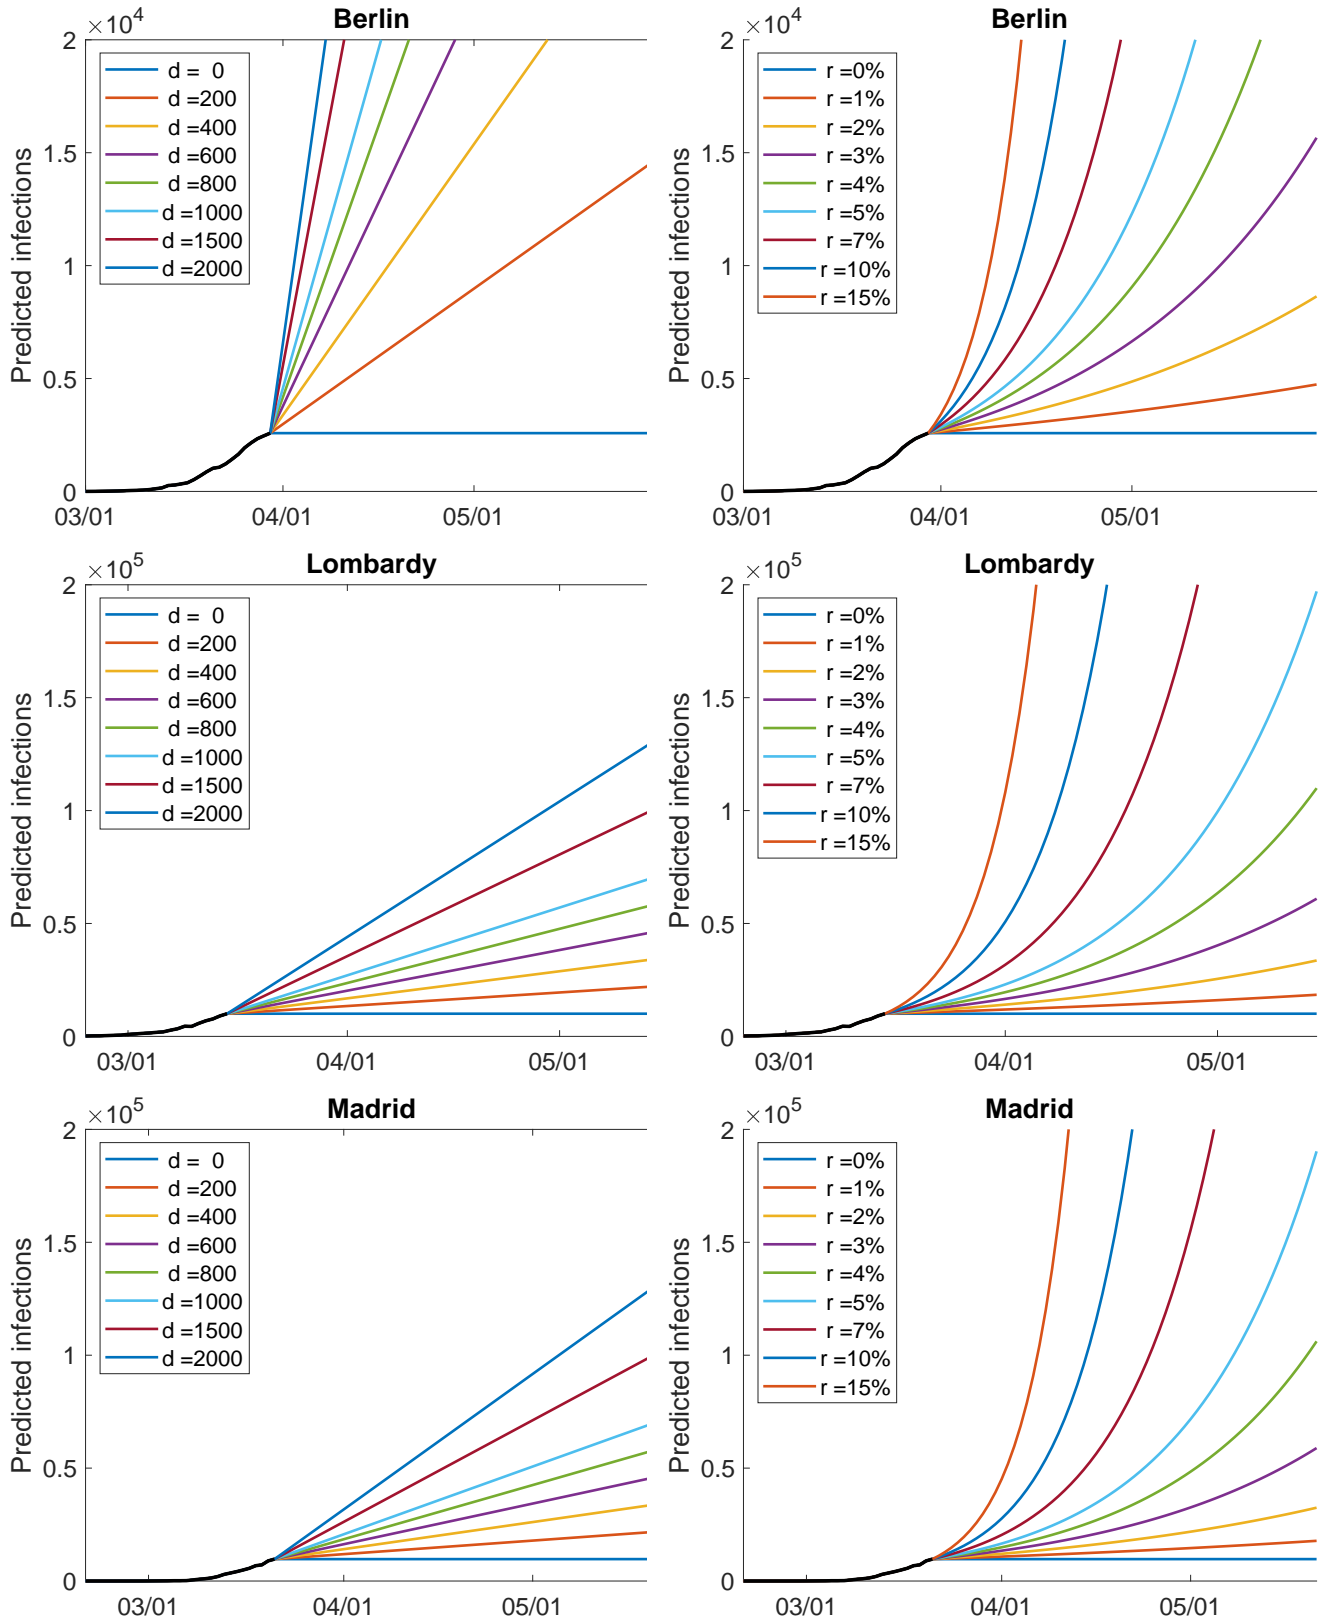 Berlin
×10^4
2
1.5
1
0.5
0
Predicted infections
d = 0
d =200
d =400
d =600
d =800
d =1000
d =1500
d =2000
03/01 04/01 05/01
Berlin
×10^4
2
1.5
1
0.5
0
Predicted infections
r =0%
r =1%
r =2%
r =3%
r =4%
r =5%
r =7%
r =10%
r =15%
03/01 04/01 05/01
Lombardy
×10^5
2
1.5
1
0.5
0
Predicted infections
d = 0
d =200
d =400
d =600
d =800
d =1000
d =1500
d =2000
03/01 04/01 05/01
Lombardy
×10^5
2
1.5
1
0.5
0
Predicted infections
r =0%
r =1%
r =2%
r =3%
r =4%
r =5%
r =7%
r =10%
r =15%
03/01 04/01 05/01
Madrid
×10^5
2
1.5
1
0.5
0
Predicted infections
d = 0
d =200
d =400
d =600
d =800
d =1000
d =1500
d =2000
03/01 04/01 05/01
Madrid
×10^5
2
1.5
1
0.5
0
Predicted infections
r =0%
r =1%
r =2%
r =3%
r =4%
r =5%
r =7%
r =10%
r =15%
03/01 04/01 05/01